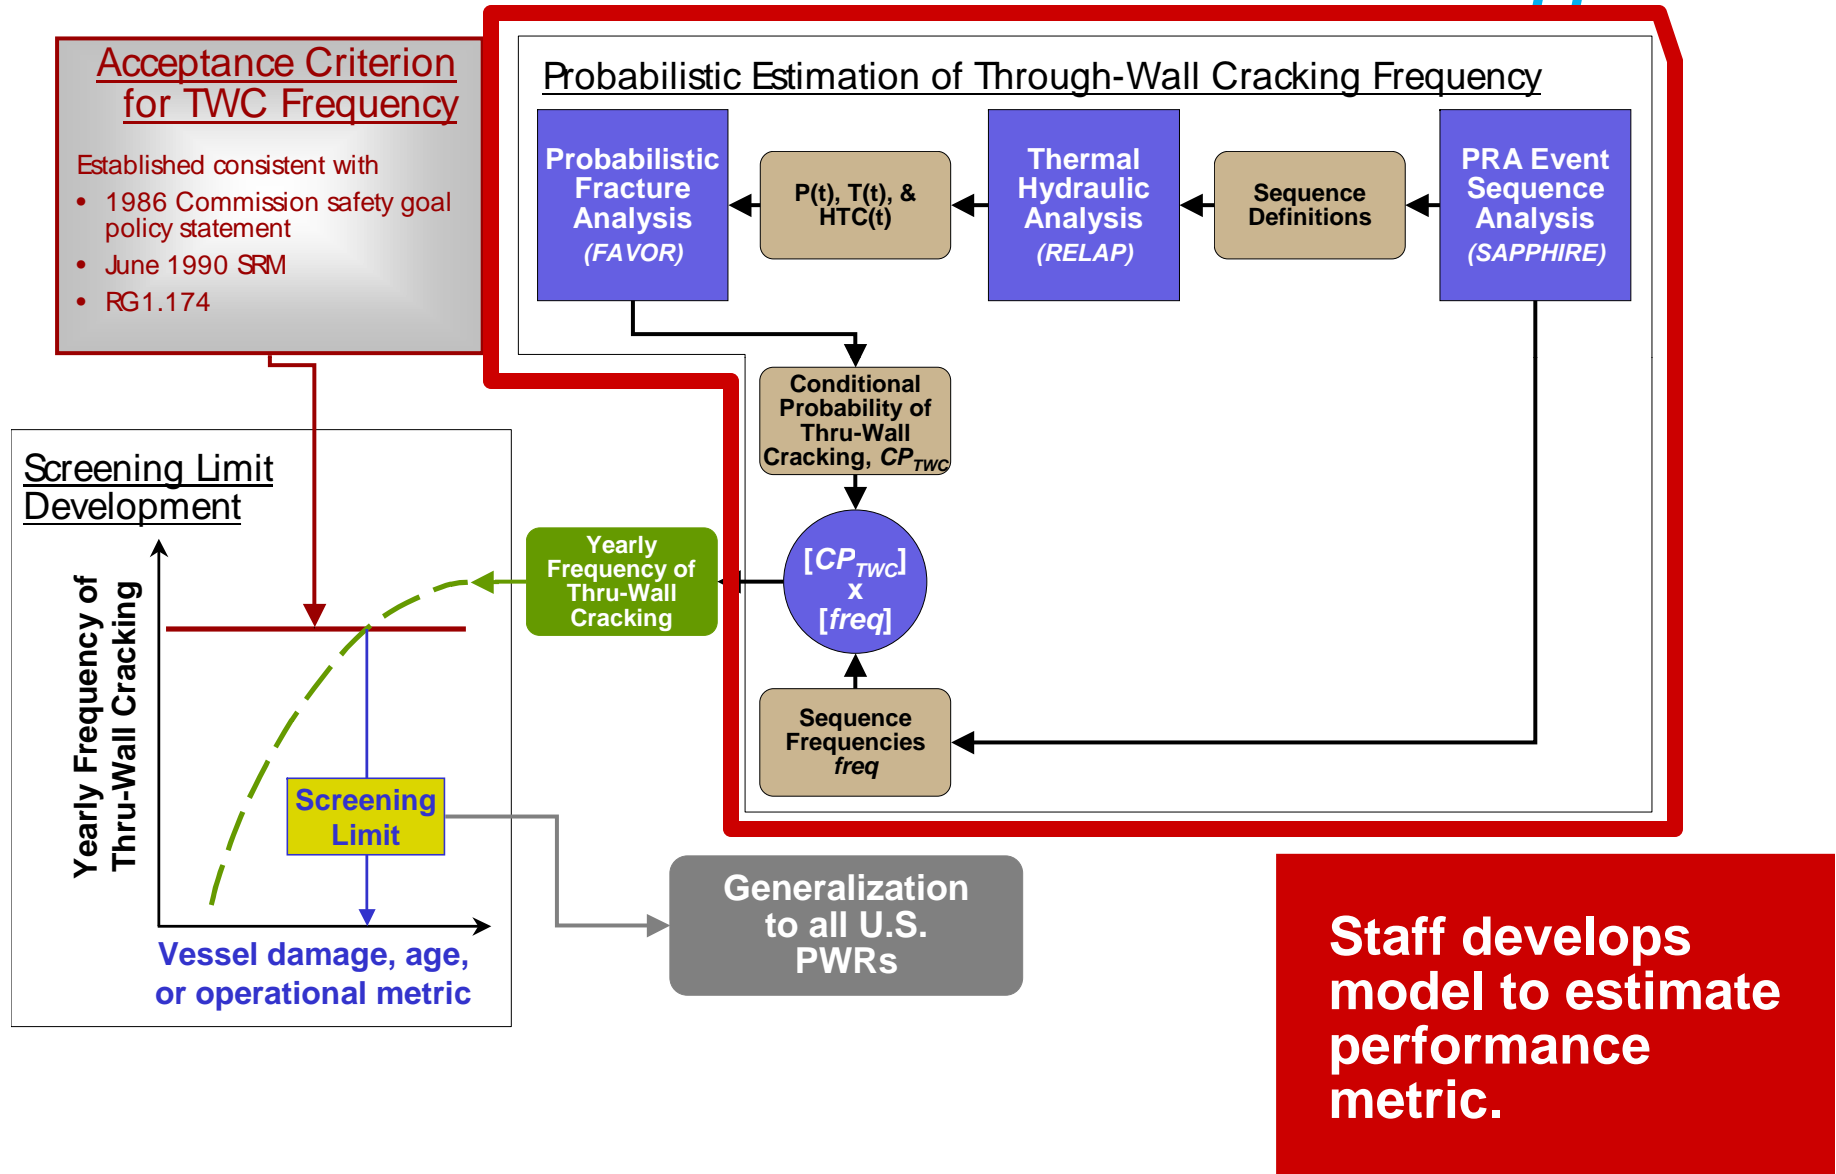 Acceptance Criterion
for TWC Frequency
Established consistent with
• 1986 Commission safety goal
policy statement
• June 1990 SRM
• RG1.174
Probabilistic Estimation of Through-Wall Cracking Frequency
Probabilistic
Fracture
Analysis
(FAVOR)
P(t), T(t), &
HTC(t)
Thermal
Hydraulic
Analysis
(RELAP)
Sequence
Definitions
PRA Event
Sequence
Analysis
(SAPPHIRE)
Conditional
Probability of
Thru-Wall
Cracking, CPTWC
[CPTWC]
x
[freq]
Sequence
Frequencies
freq
Yearly
Frequency of
Thru-Wall
Cracking
Screening Limit
Development
Yearly Frequency of
Thru-Wall Cracking
Screening
Limit
Vessel damage, age,
or operational metric
Generalization
to all U.S.
PWRs
Staff develops
model to estimate
performance
metric.